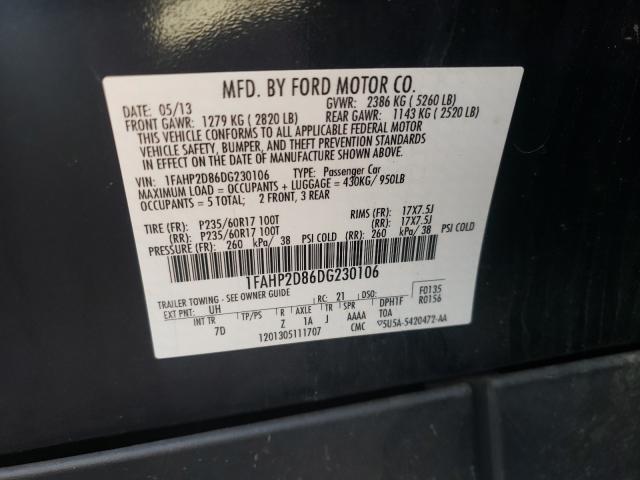 MFD. BY FORD MOTOR CO.
DATE: 05/13 GVWR: 2386 KG ( 5260 LB)
FRONT GAWR: 1279 KG ( 2820 LB) REAR GAWR: 1143 KG ( 2520 LB)
THIS VEHICLE CONFORMS TO ALL APPLICABLE FEDERAL MOTOR
VEHICLE SAFETY, BUMPER, AND THEFT PREVENTION STANDARDS
IN EFFECT ON THE DATE OF MANUFACTURE SHOWN ABOVE.
VIN: 1FAHP2D86DG230106 TYPE: Passenger Car
MAXIMUM LOAD = OCCUPANTS + LUGGAGE = 430KG/ 950LB
OCCUPANTS = 5 TOTAL; 2 FRONT, 3 REAR
TIRE (FR): P235/60R17 100T RIMS (FR): 17X7.5J
(RR): P235/60R17 100T (RR): 17X7.5J
PRESSURE (FR): 260 kPa/ 38 PSI COLD (RR): 260 kPa/ 38 PSI COLD
1FAHP2D86DG230106
TRAILER TOWING - SEE OWNER GUIDE RC: 21 DSO: F0135
EXT PNT: UH R0156
INT TR TP/PS R AXLE TR SPR DPH1F
7D Z 1A J AAAA TOA
1201305111707 CMC 5U5A-5420472-AA